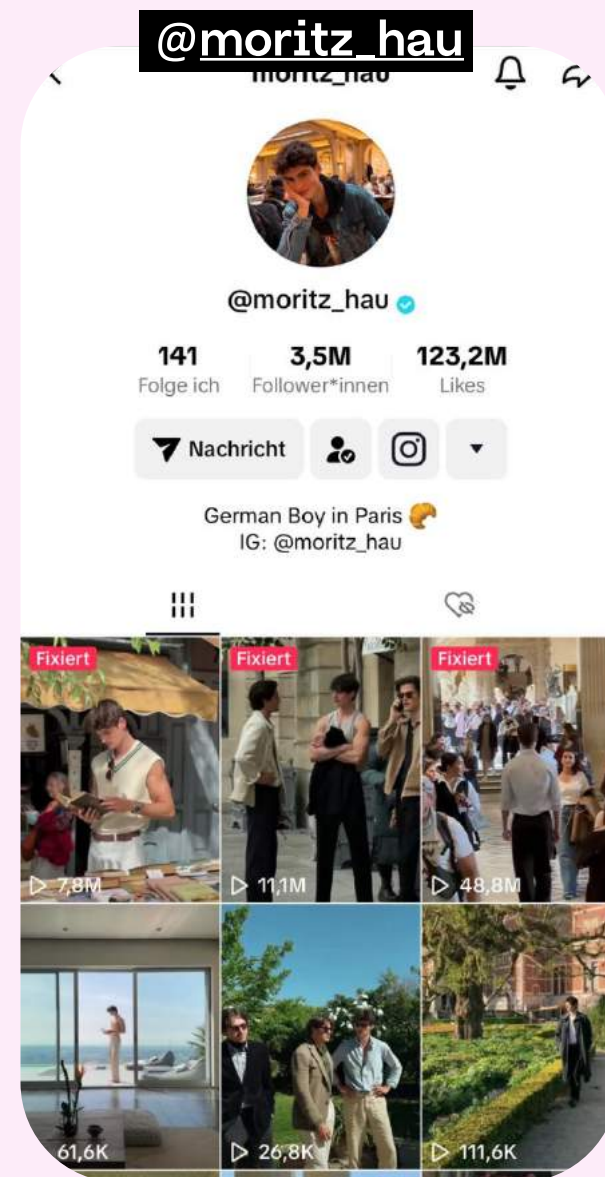 @moritz_hau
moritz_hau
@moritz_hau
141 3,5M 123,2M
Folge ich Follower*innen Likes
Nachricht
German Boy in Paris 🥐
IG: @moritz_hau
Fixiert Fixiert Fixiert
7,8M 11,1M 48,8M
61,6K 26,8K 111,6K